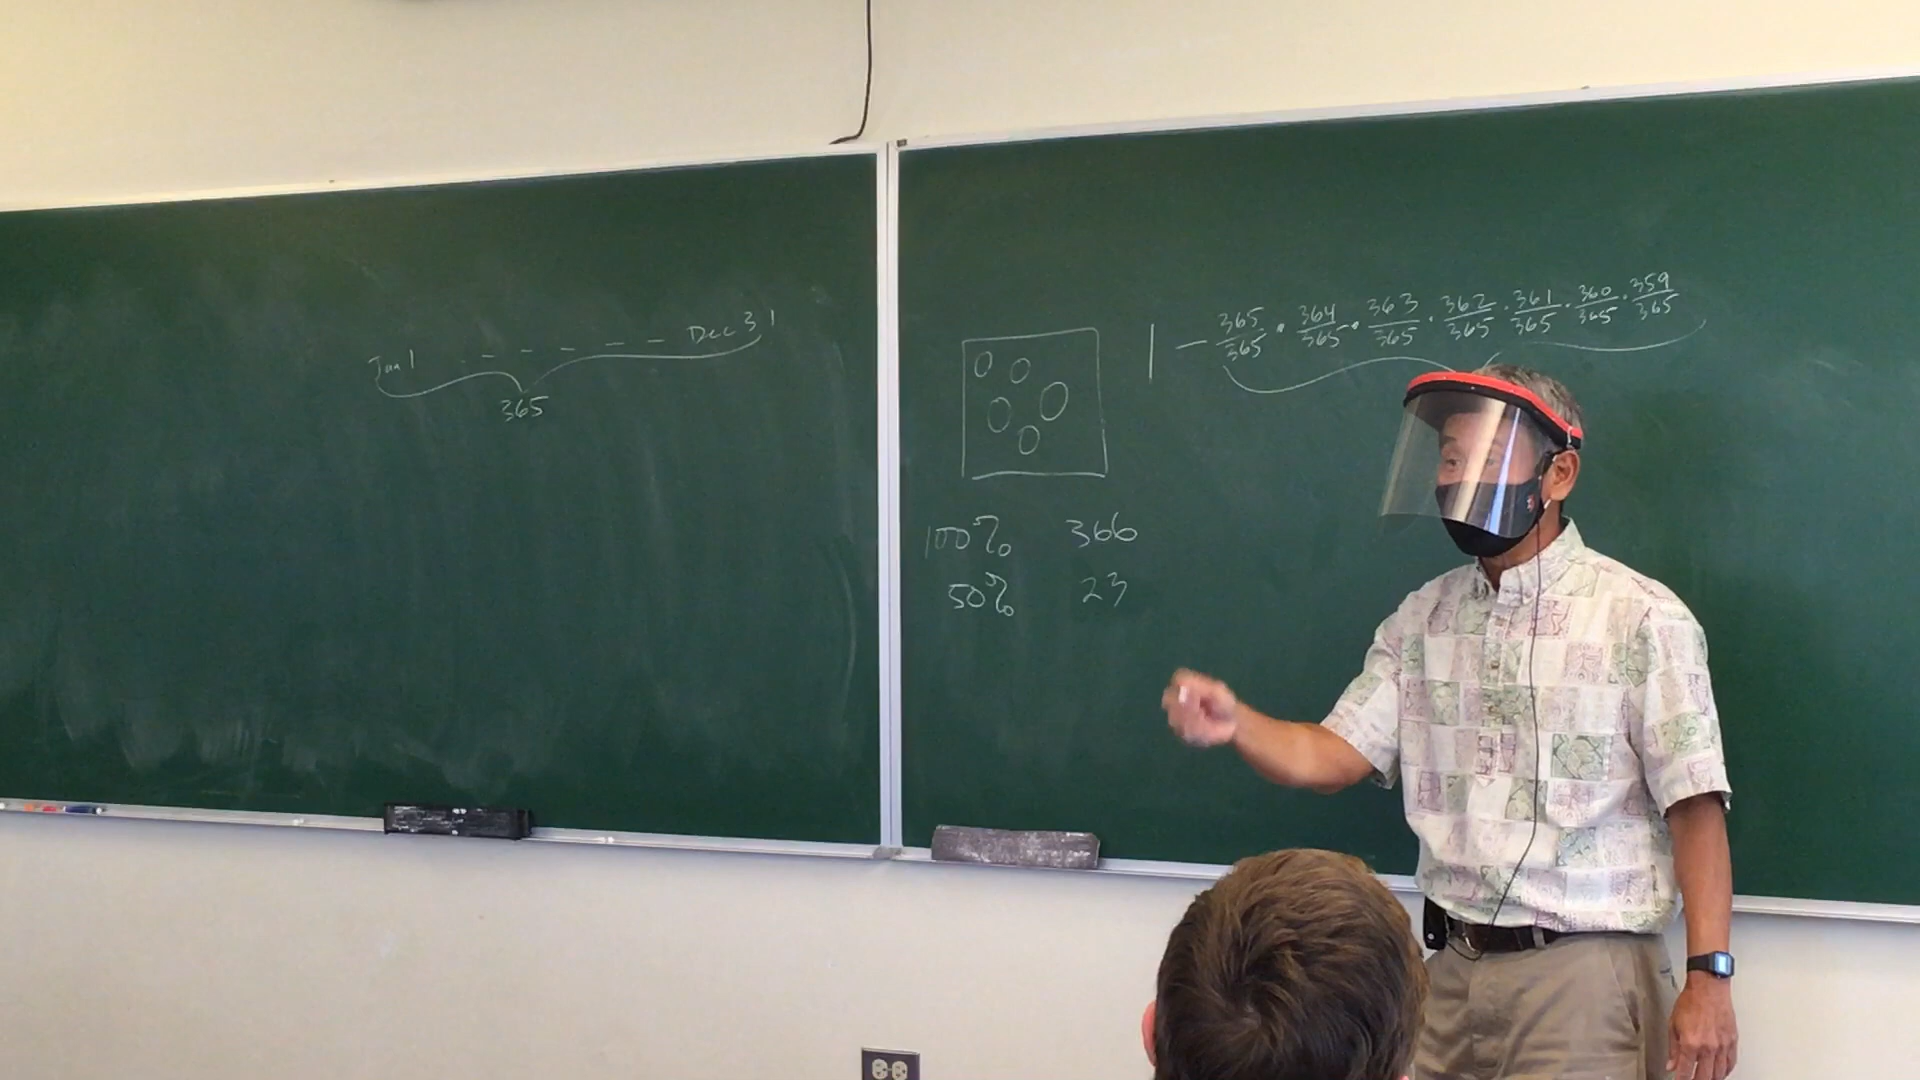 Jan 1 - - - - - - Dec 31
365
1 - 365/365 · 364/365 · 363/365 · 362/365 · 361/365 · 360/365 · 359/365
100% 366
50% 23